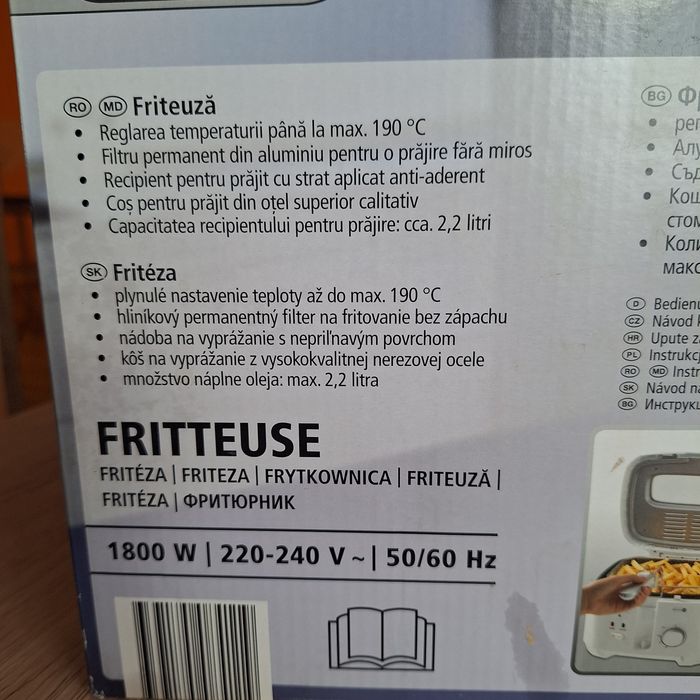 RO MD Friteuză
• Reglarea temperaturii până la max. 190 °C
• Filtru permanent din aluminiu pentru o prăjire fără miros
• Recipient pentru prăjit cu strat aplicat anti-aderent
• Coș pentru prăjit din oțel superior calitativ
• Capacitatea recipientului pentru prăjire: cca. 2,2 litri
SK Fritéza
• plynulé nastavenie teploty až do max. 190 °C
• hliníkový permanentný filter na fritovanie bez zápachu
• nádoba na vyprážanie s nepriľnavým povrchom
• kôš na vyprážanie z vysokokvalitnej nerezovej ocele
• množstvo náplne oleja: max. 2,2 litra
FRITTEUSE
FRITÉZA | FRITEZA | FRYTKOWNICA | FRITEUZĂ |
FRITÉZA | ФРИТЮРНИК
1800 W | 220-240 V ~ | 50/60 Hz
BG
D
CZ Návod
HR Upute
PL
RO MD
SK Návod
BG